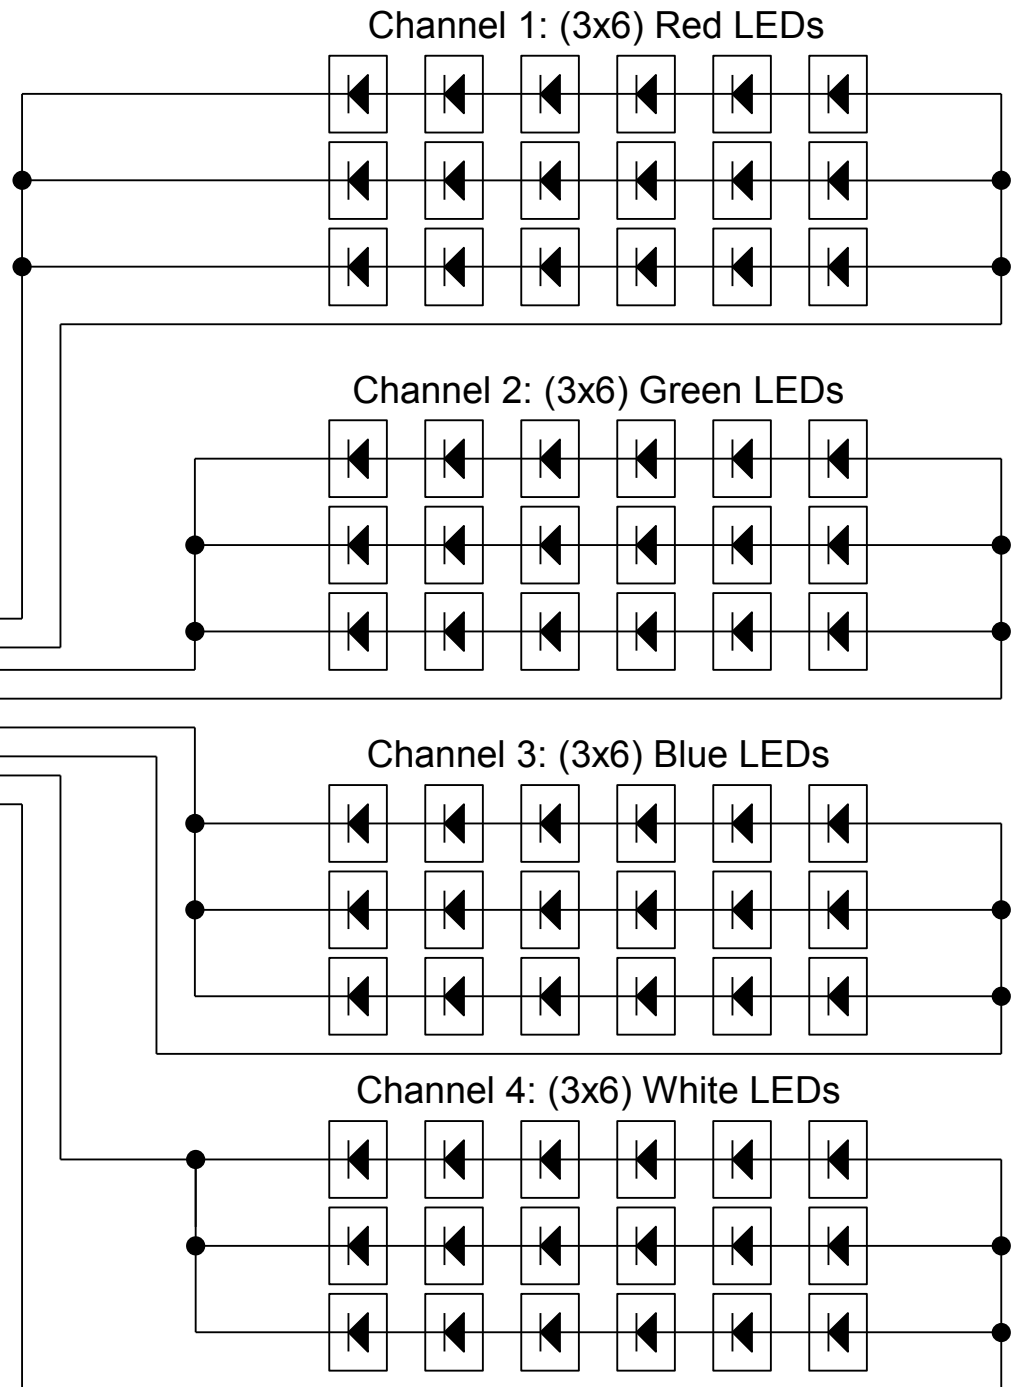 Channel 1: (3x6) Red LEDs
Channel 2: (3x6) Green LEDs
Channel 3: (3x6) Blue LEDs
Channel 4: (3x6) White LEDs